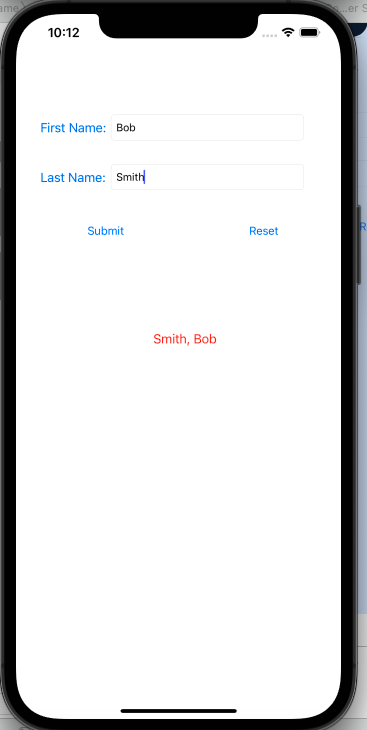 10:12
First Name: Bob
Last Name: Smith
Submit Reset
Smith, Bob